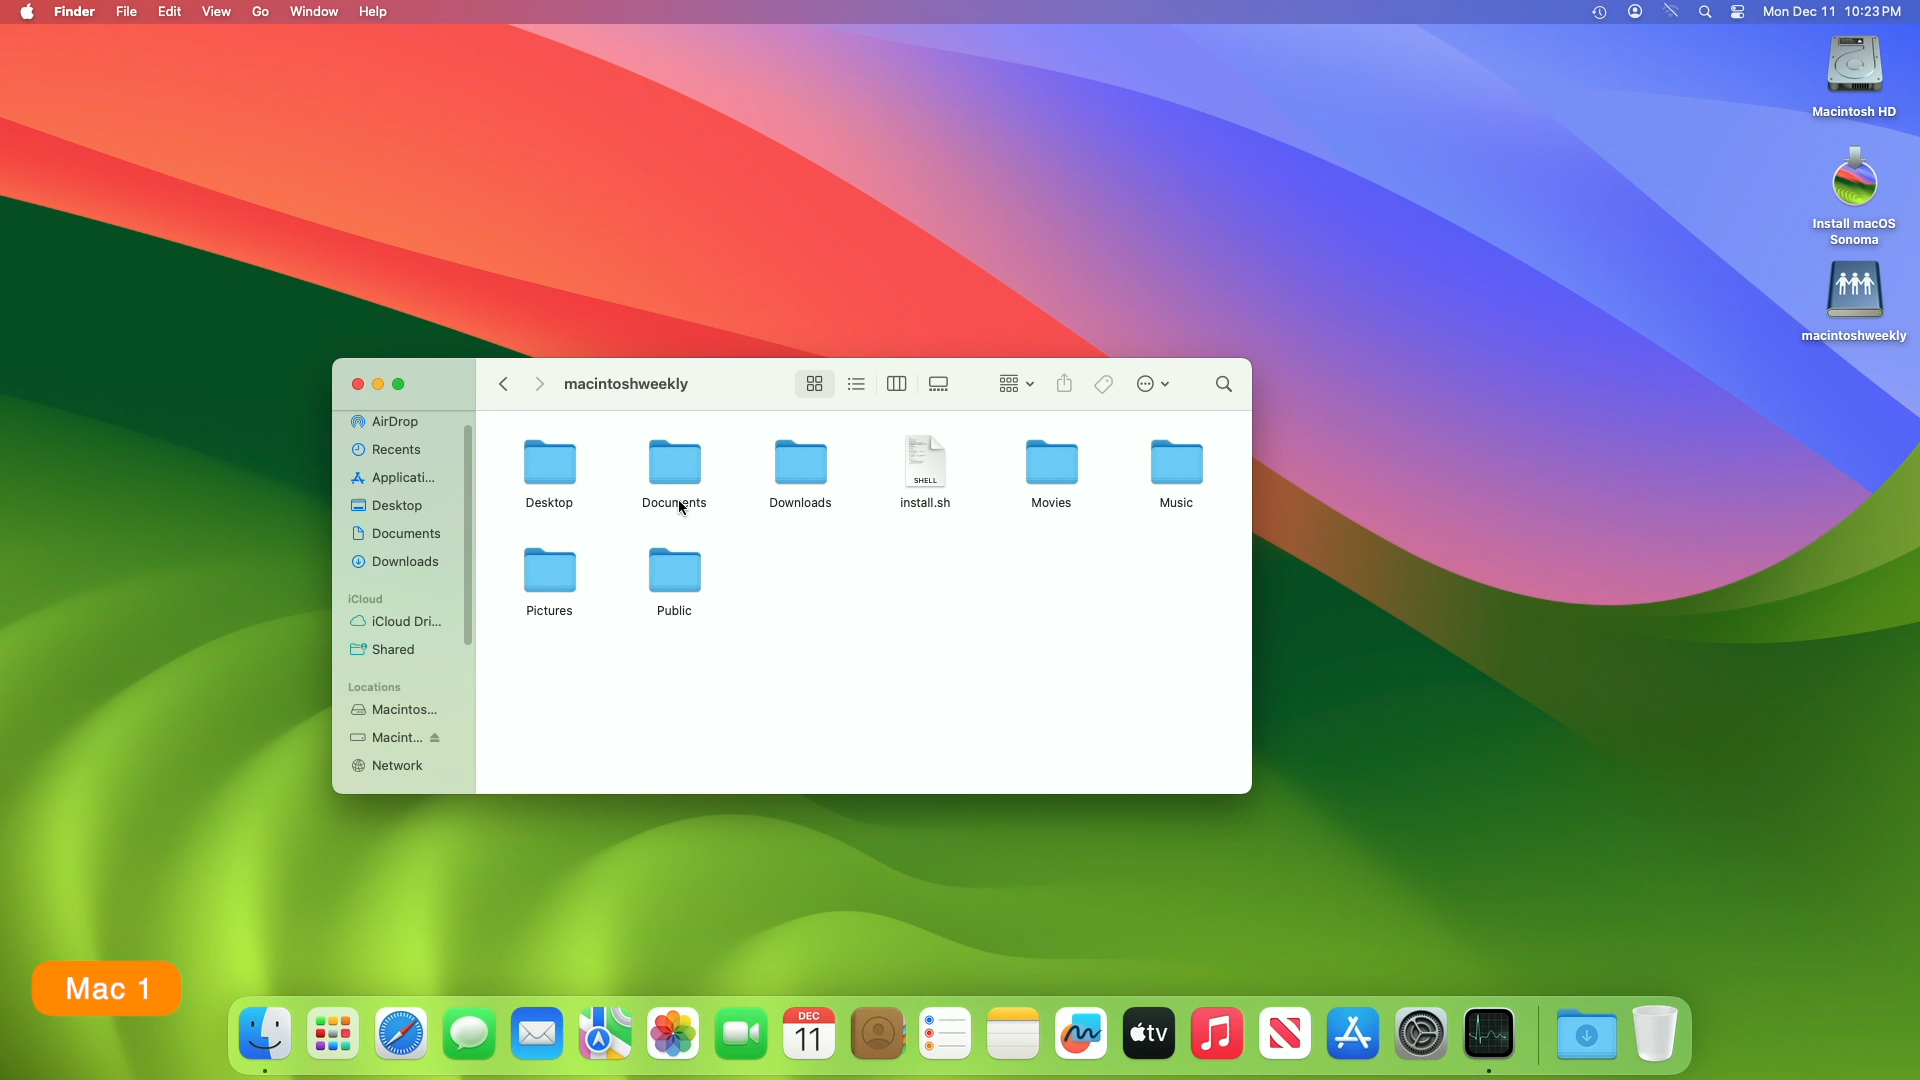 Finder File Edit View Go Window Help
Mon Dec 11 10:23 PM
Macintosh HD
Install macOS
Sonoma
macintoshweekly
macintoshweekly
AirDrop
Recents
Applicati...
Desktop
Documents
Downloads
iCloud
iCloud Dri...
Shared
Locations
Macintos...
Macint...
Network
SHELL
Desktop Documents Downloads install.sh Movies Music
Pictures Public
Mac 1
DEC
11
tv